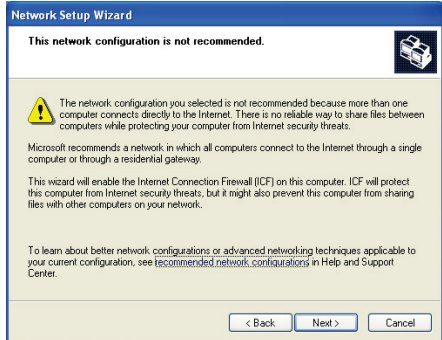 Network Setup Wizard
This network configuration is not recommended.
The network configuration you selected is not recommended because more than one
computer connects directly to the Internet. There is no reliable way to share files between
computers while protecting your computer from Internet security threats.
Microsoft recommends a network in which all computers connect to the Internet through a single
computer or through a residential gateway.
This wizard will enable the Internet Connection Firewall (ICF) on this computer. ICF will protect
this computer from Internet security threats, but it might also prevent this computer from sharing
files with other computers on your network.
To learn about better network configurations or advanced networking techniques applicable to
your current configuration, see recommended network configurations in Help and Support
Center.
< Back Next > Cancel